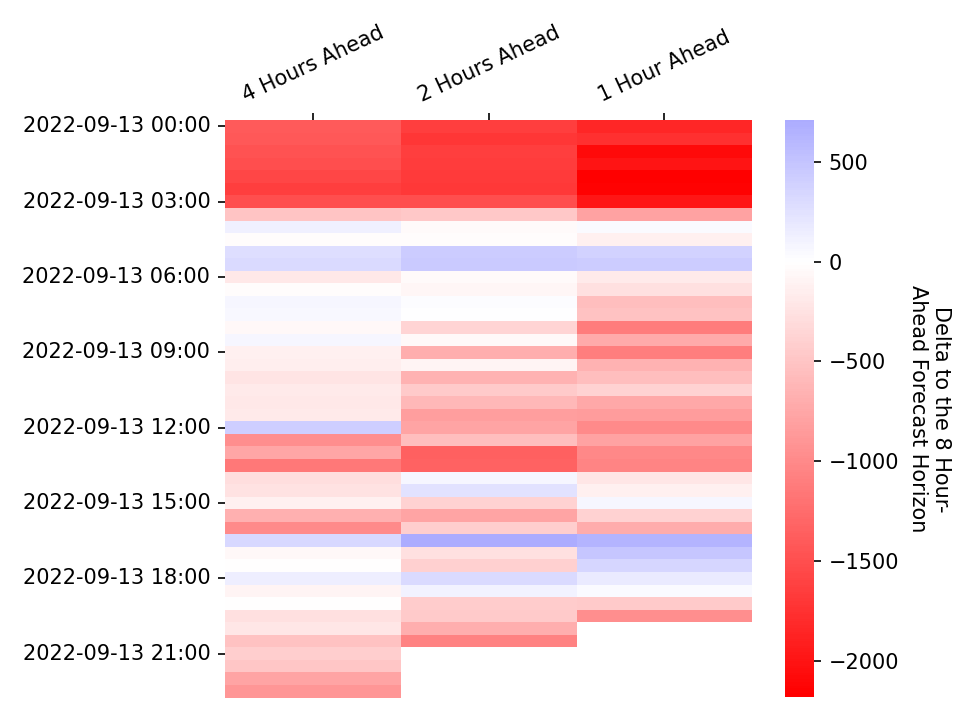 4 Hours Ahead
2 Hours Ahead
1 Hour Ahead
2022-09-13 00:00
2022-09-13 03:00
2022-09-13 06:00
2022-09-13 09:00
2022-09-13 12:00
2022-09-13 15:00
2022-09-13 18:00
2022-09-13 21:00
500
0
−500
−1000
−1500
−2000
Delta to the 8 Hour-
Ahead Forecast Horizon